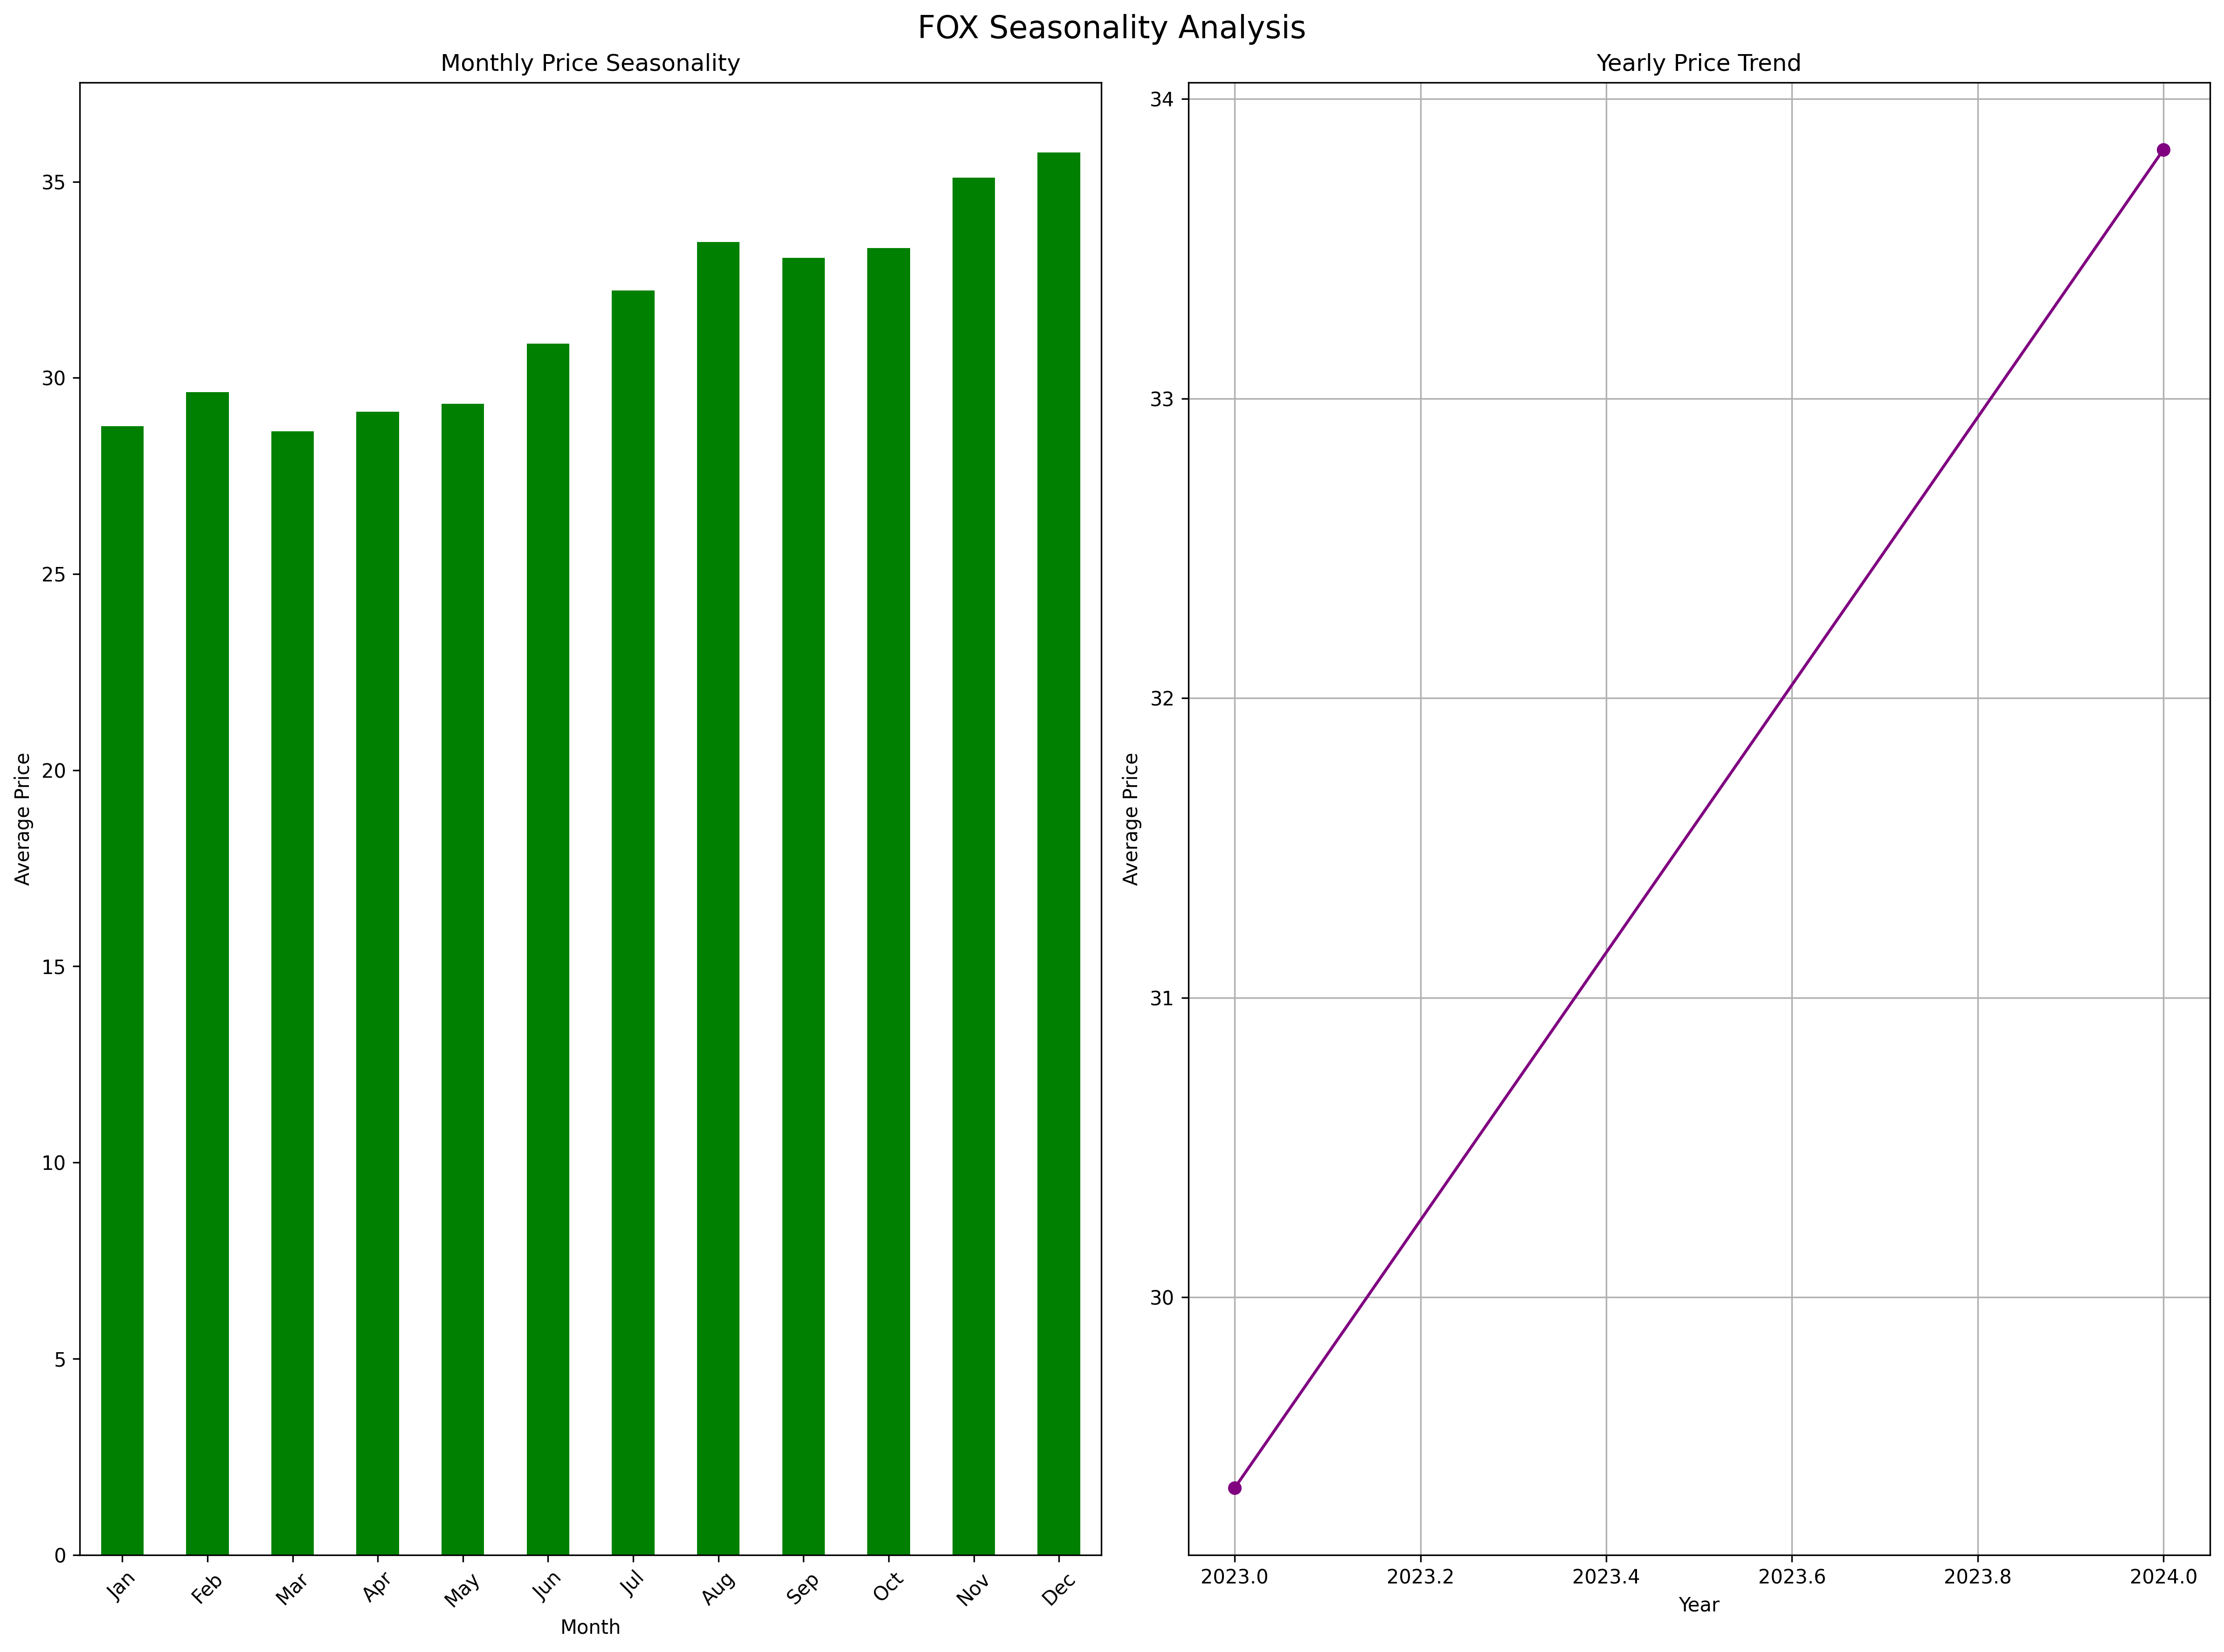 FOX Seasonality Analysis
Monthly Price Seasonality
Average Price
35
30
25
20
15
10
5
0
Jan Feb Mar Apr May Jun Jul Aug Sep Oct Nov Dec
Month
Yearly Price Trend
Average Price
34
33
32
31
30
2023.0 2023.2 2023.4 2023.6 2023.8 2024.0
Year